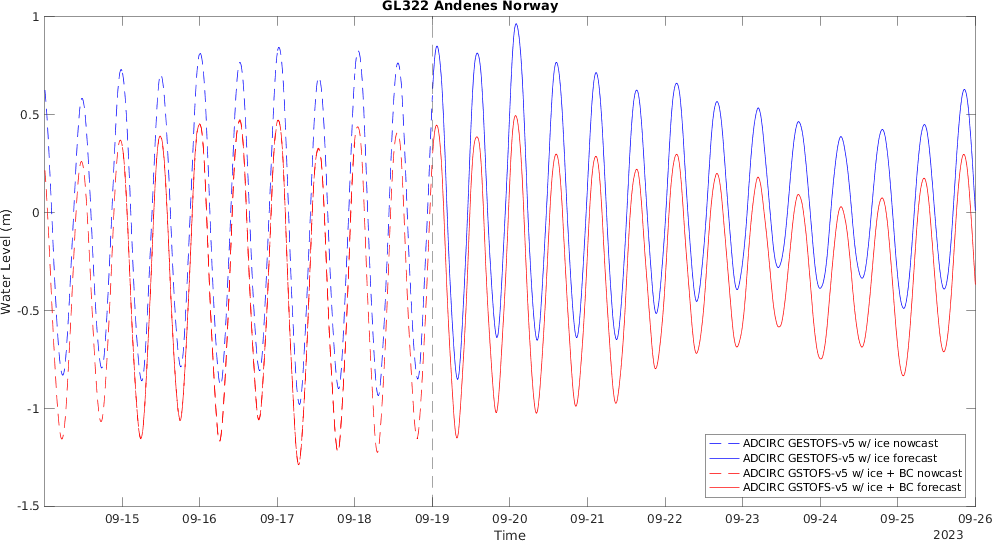 GL322 Andenes Norway
1
0.5
0
-0.5
-1
-1.5
Water Level (m)
ADCIRC GESTOFS-v5 w/ ice nowcast
ADCIRC GESTOFS-v5 w/ ice forecast
ADCIRC GSTOFS-v5 w/ ice + BC nowcast
ADCIRC GSTOFS-v5 w/ ice + BC forecast
09-15 09-16 09-17 09-18 09-19 09-20 09-21 09-22 09-23 09-24 09-25 09-26
Time
2023